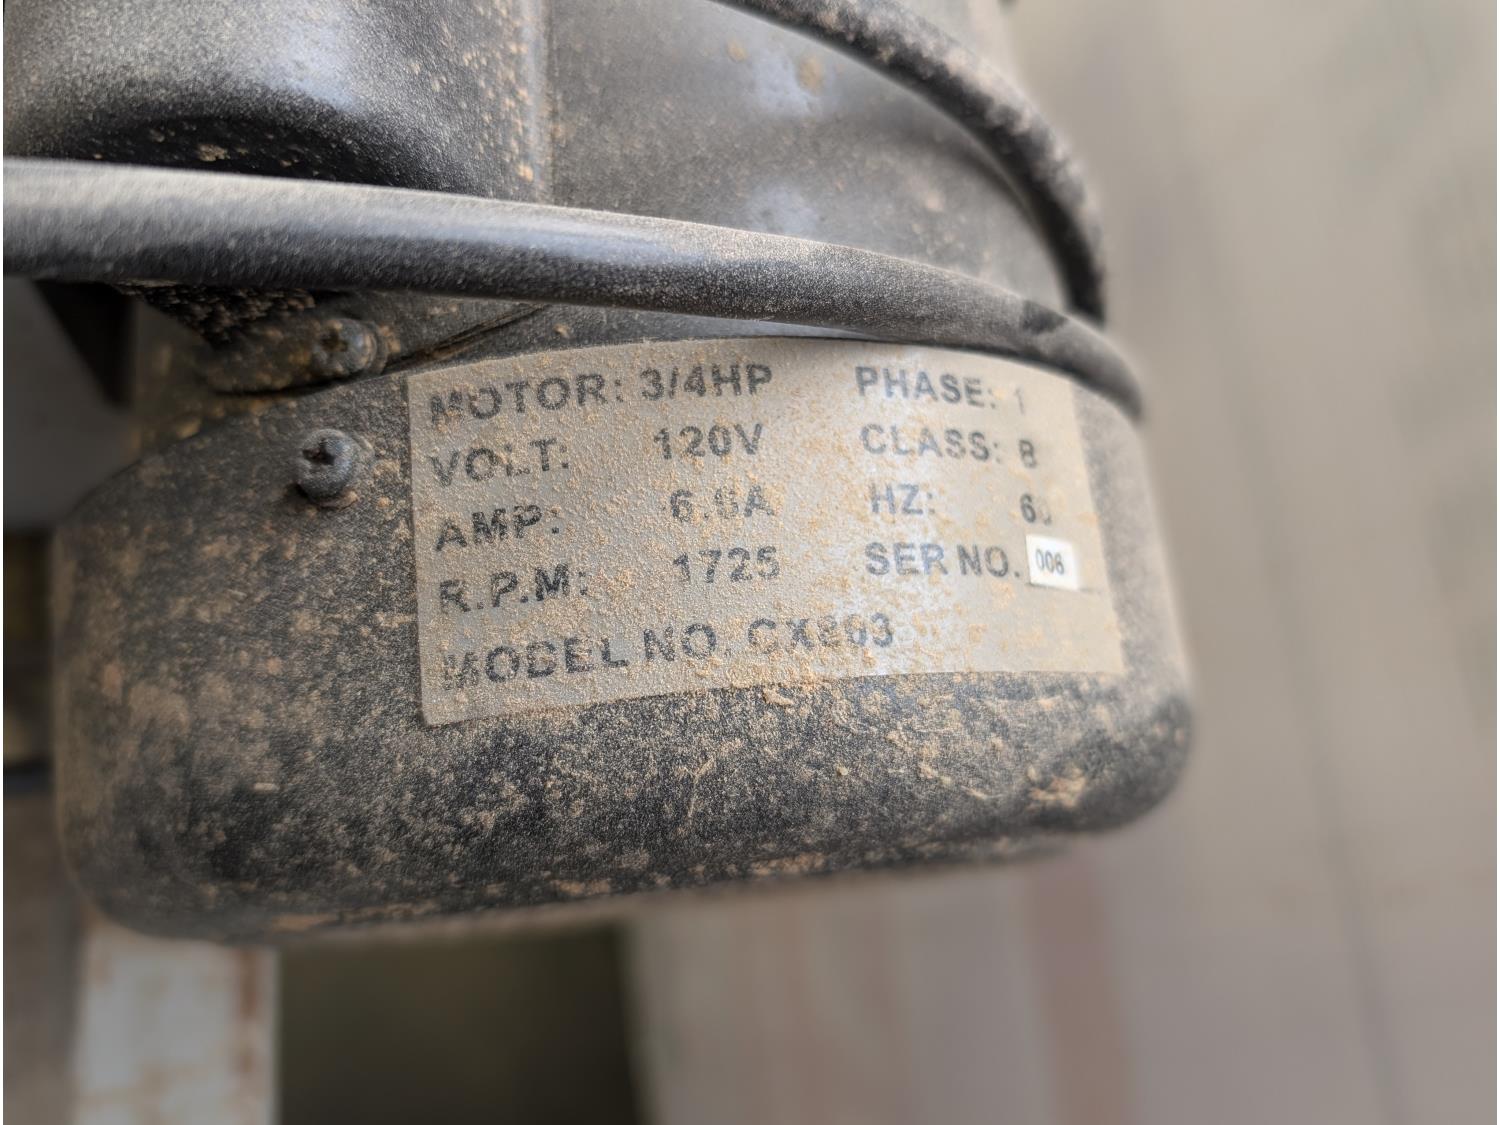 MOTOR: 3/4HP PHASE: 1
VOLT: 120V CLASS: B
AMP: HZ: 60
R.P.M: 1725 SER NO. 006
MODEL NO.